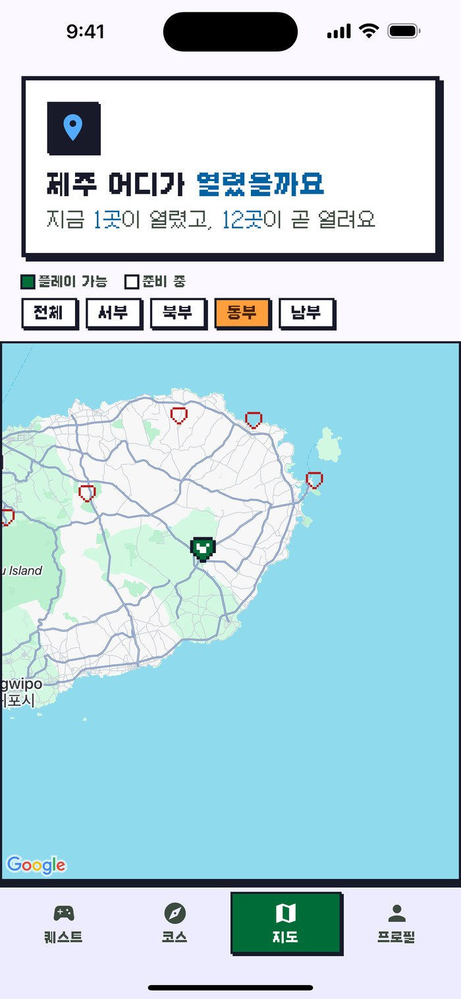 9:41
제주 어디가 열렸을까요
지금 1곳이 열렸고, 12곳이 곧 열려요
플레이 가능 준비 중
전체 서부 북부 동부 남부
u Island
gwipo
포시
Google
퀘스트 코스 지도 프로필